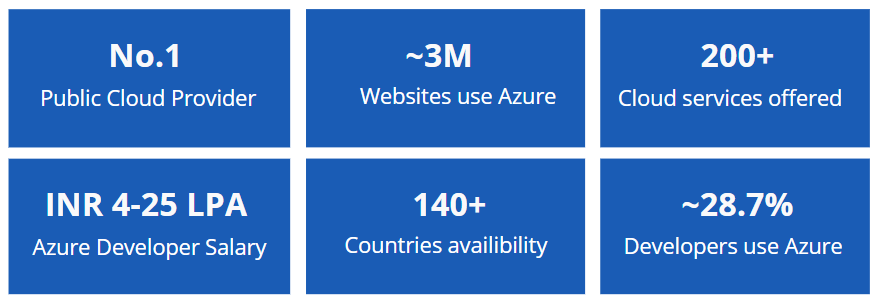 No.1
Public Cloud Provider
~3M
Websites use Azure
200+
Cloud services offered
INR 4-25 LPA
Azure Developer Salary
140+
Countries availibility
~28.7%
Developers use Azure